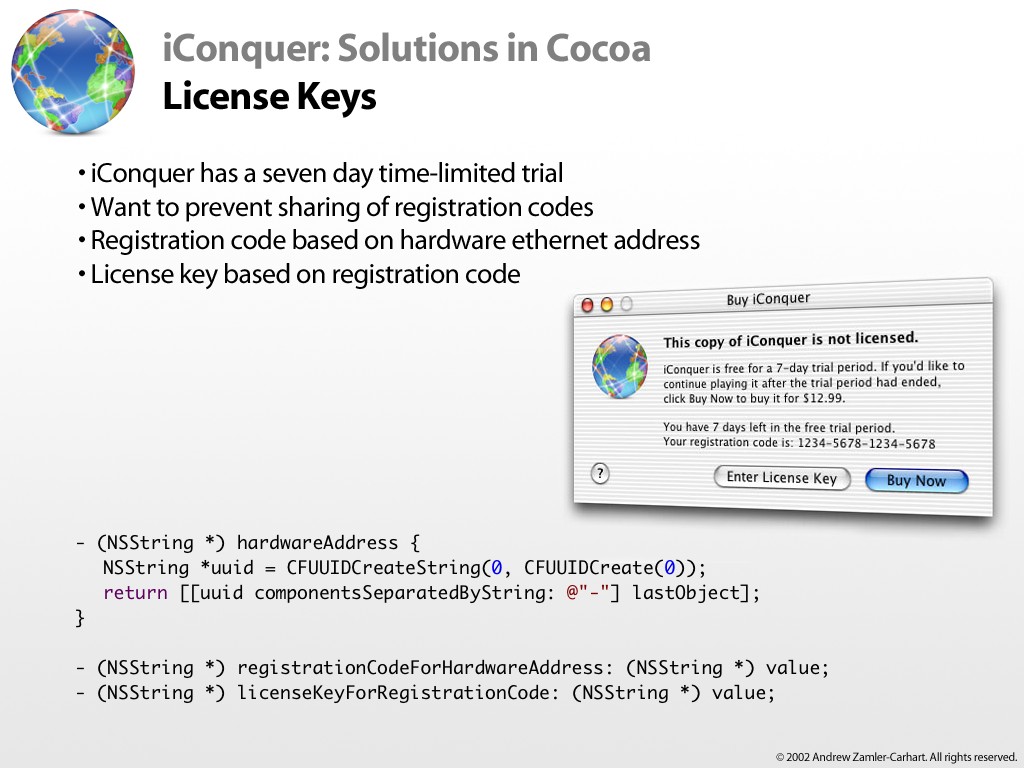 iConquer: Solutions in Cocoa
License Keys
• iConquer has a seven day time-limited trial
• Want to prevent sharing of registration codes
• Registration code based on hardware ethernet address
• License key based on registration code
Buy iConquer
This copy of iConquer is not licensed.
iConquer is free for a 7-day trial period. If you'd like to
continue playing it after the trial period had ended,
click Buy Now to buy it for $12.99.
You have 7 days left in the free trial period.
Your registration code is: 1234-5678-1234-5678
?
Enter License Key
Buy Now
- (NSString *) hardwareAddress {
NSString *uuid = CFUUIDCreateString(0, CFUUIDCreate(0));
return [[uuid componentsSeparatedByString: @"-"] lastObject];
}
- (NSString *) registrationCodeForHardwareAddress: (NSString *) value;
- (NSString *) licenseKeyForRegistrationCode: (NSString *) value;
© 2002 Andrew Zamler-Carhart. All rights reserved.